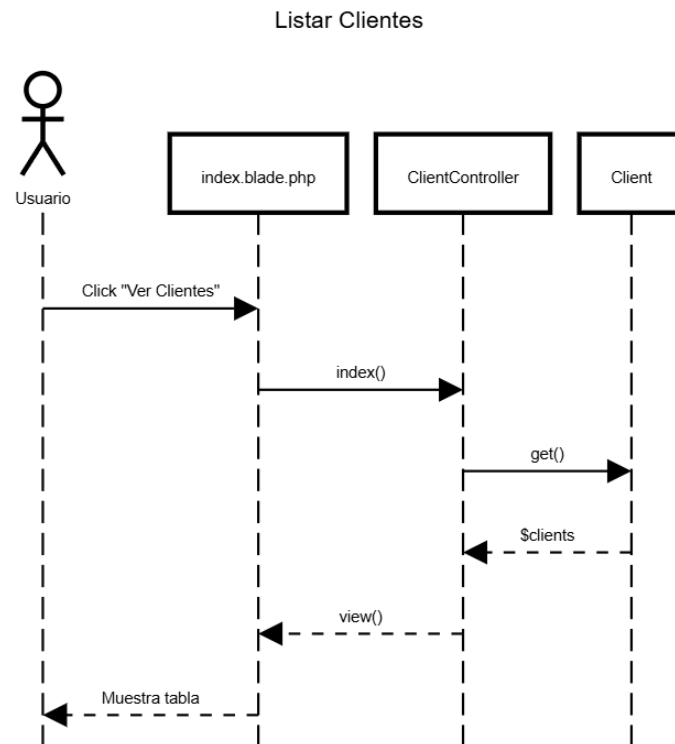 Listar Clientes
Usuario
index.blade.php
ClientController
Client
Click "Ver Clientes"
index()
get()
$clients
view()
Muestra tabla